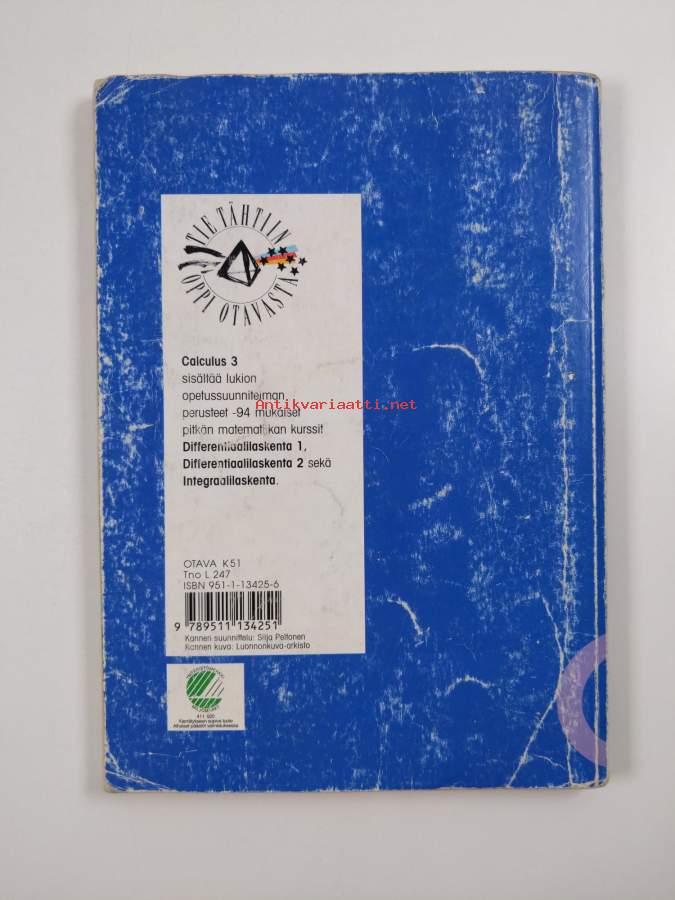 TIE TÄHTIIN
OPPI OTAVASTA
Calculus 3
sisältää lukion
opetussuunnitelman
Antikvariaatti.net
perusteet -94 mukaiset
pitkän matematiikan kurssit
Differentiaalilaskenta 1,
Differentiaalilaskenta 2 sekä
Integraalilaskenta.
OTAVA K51
Tno L 247
ISBN 951-1-13425-6
9 789511 134251
Kannen suunnittelu: Silja Peltonen
Kannen kuva: Luonnonkuva-arkisto